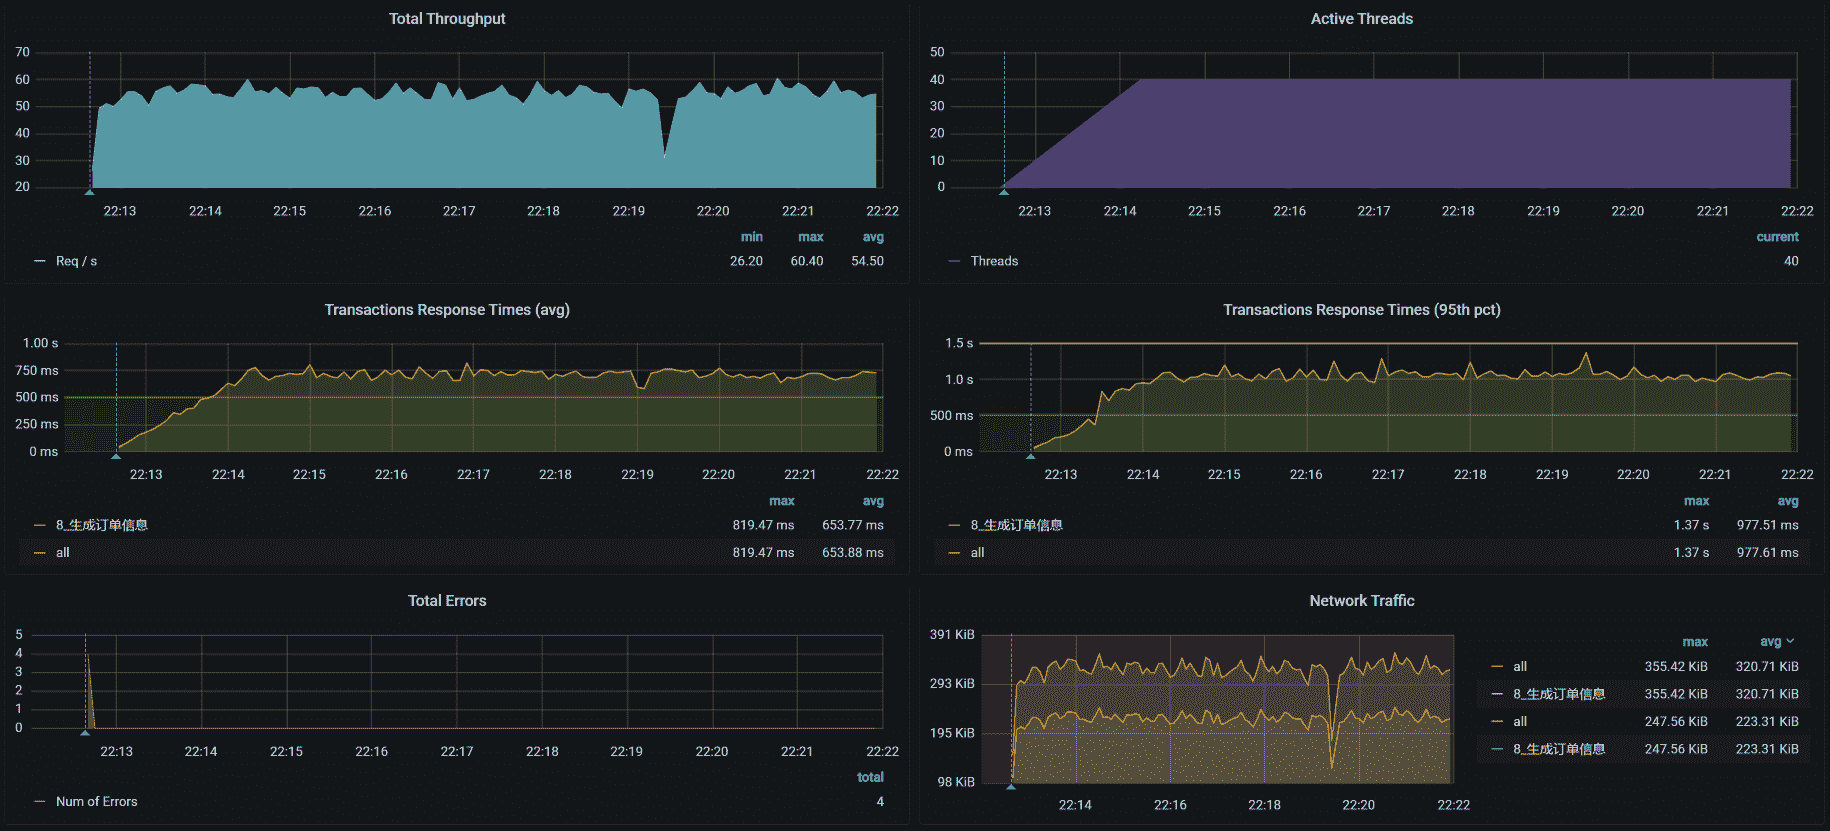 Total Throughput
70
60
50
40
30
20
22:13 22:14 22:15 22:16 22:17 22:18 22:19 22:20 22:21 22:22
min max avg
Req / s 26.20 60.40 54.50
Active Threads
50
40
30
20
10
0
22:13 22:14 22:15 22:16 22:17 22:18 22:19 22:20 22:21 22:22
current
Threads 40
Transactions Response Times (avg)
1.00 s
750 ms
500 ms
250 ms
0 ms
22:13 22:14 22:15 22:16 22:17 22:18 22:19 22:20 22:21 22:22
max avg
8_生成订单信息 819.47 ms 653.77 ms
all 819.47 ms 653.88 ms
Transactions Response Times (95th pct)
1.5 s
1.0 s
500 ms
0 ms
22:13 22:14 22:15 22:16 22:17 22:18 22:19 22:20 22:21 22:22
max avg
8_生成订单信息 1.37 s 977.51 ms
all 1.37 s 977.61 ms
Total Errors
5
4
3
2
1
0
22:13 22:14 22:15 22:16 22:17 22:18 22:19 22:20 22:21 22:22
total
Num of Errors 4
Network Traffic
391 KiB
293 KiB
195 KiB
98 KiB
22:14 22:16 22:18 22:20 22:22
max avg
all 355.42 KiB 320.71 KiB
8_生成订单信息 355.42 KiB 320.71 KiB
all 247.56 KiB 223.31 KiB
8_生成订单信息 247.56 KiB 223.31 KiB